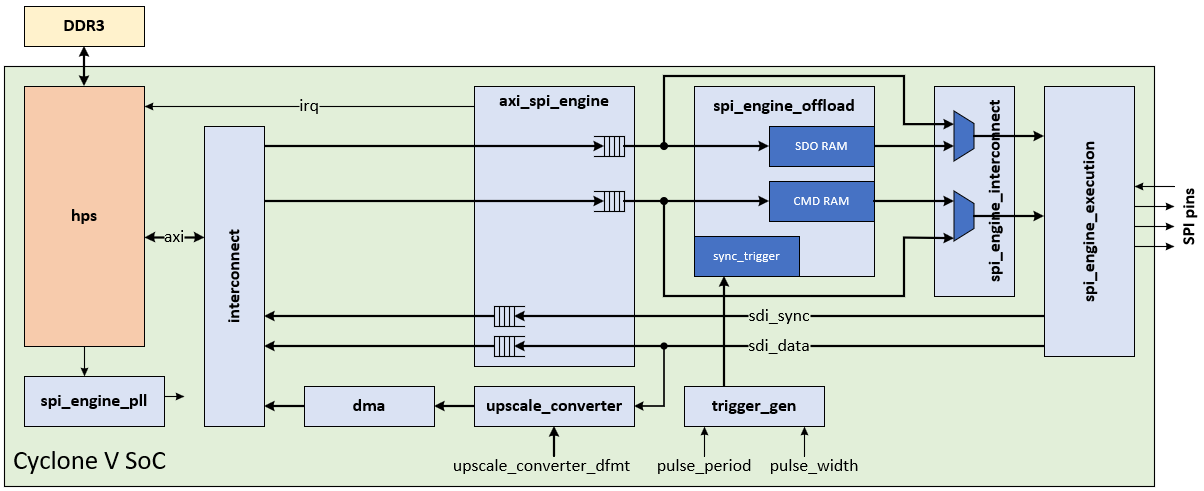 DDR3
hps
irq
axi
interconnect
axi_spi_engine
spi_engine_offload
SDO RAM
CMD RAM
sync_trigger
spi_engine_interconnect
spi_engine_execution
SPI pins
sdi_sync
sdi_data
spi_engine_pll
dma
upscale_converter
trigger_gen
upscale_converter_dfmt
pulse_period
pulse_width
Cyclone V SoC